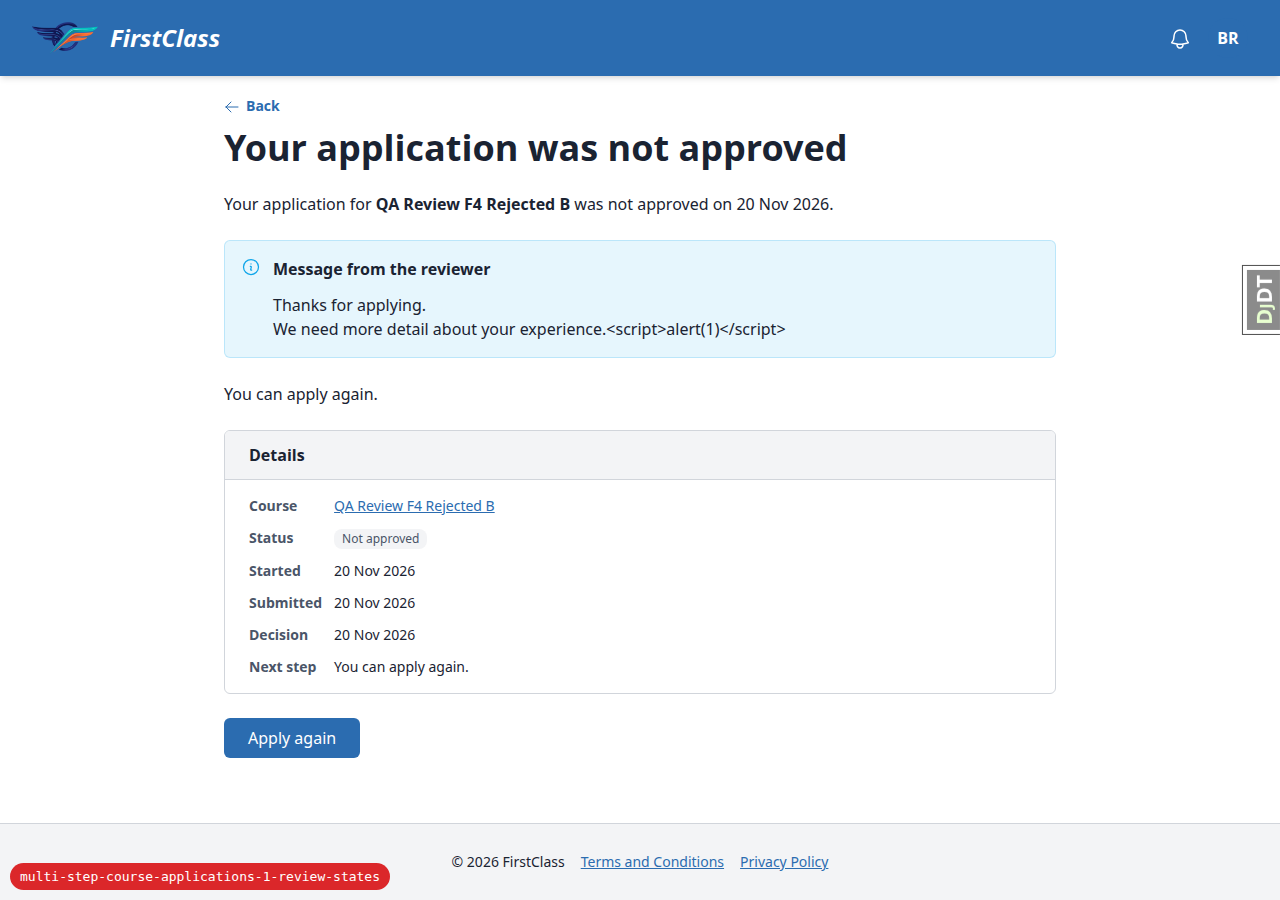 FirstClass
BR
Back
Your application was not approved
Your application for QA Review F4 Rejected B was not approved on 20 Nov 2026.
Message from the reviewer
Thanks for applying.
We need more detail about your experience.<script>alert(1)</script>
DJDT
You can apply again.
Details
Course QA Review F4 Rejected B
Status Not approved
Started 20 Nov 2026
Submitted 20 Nov 2026
Decision 20 Nov 2026
Next step You can apply again.
Apply again
© 2026 FirstClass Terms and Conditions Privacy Policy
multi-step-course-applications-1-review-states